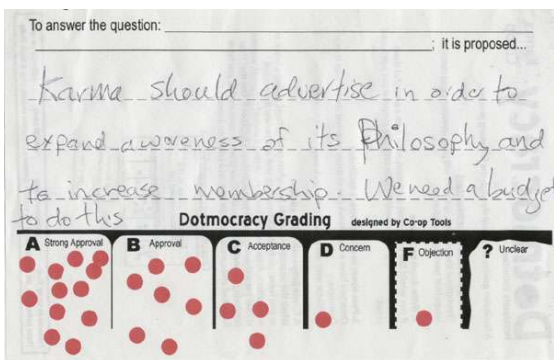 To answer the question:
; it is proposed...
Karma should advertise in order to
expand awareness of its Philosophy and
to increase membership. We need a budget
to do this
Dotmocracy Grading designed by Co-op Tools
A Strong Approval B Approval C Acceptance D Concern F Objection ? Unclear